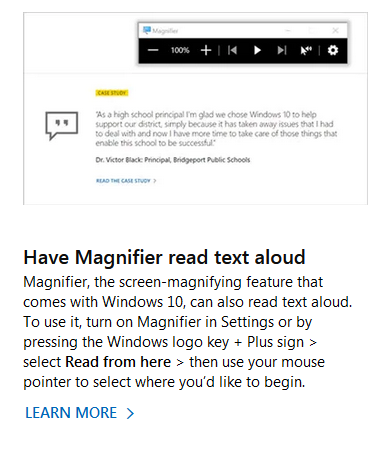 Magnifier
100%
CASE STUDY
"As a high school principal I'm glad we chose Windows 10 to help
support our district, simply because it has taken away issues that I had
to deal with and now I have more time to take care of those things that
enable this school to be successful."
Dr. Victor Black: Principal, Bridgeport Public Schools
READ THE CASE STUDY >
Have Magnifier read text aloud
Magnifier, the screen-magnifying feature that
comes with Windows 10, can also read text aloud.
To use it, turn on Magnifier in Settings or by
pressing the Windows logo key + Plus sign >
select Read from here > then use your mouse
pointer to select where you'd like to begin.
LEARN MORE >